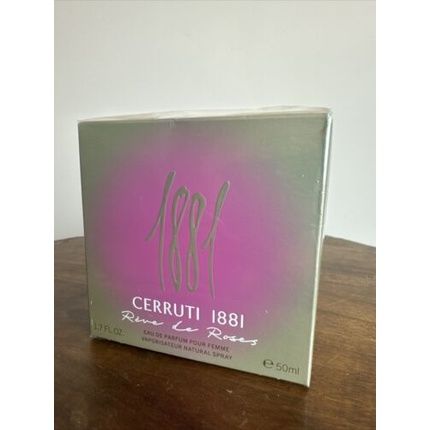 1881
CERRUTI 1881
Rêve de Roses
1.7 FL.OZ.
EAU DE PARFUM POUR FEMME
VAPORISATEUR NATURAL SPRAY
℮ 50ml